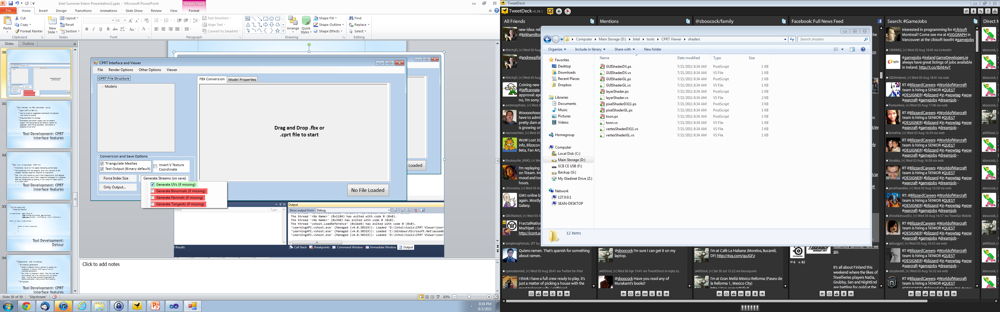 Intel Summer Intern Presentation2.pptx - Microsoft PowerPoint
Picture Tools
File
Home
Insert
Design
Transitions
Animations
Slide Show
Review
View
Format
Paste
Cut
Copy
Format Painter
Clipboard
New
Slide
Layout
Reset
Section
Slides
18
Font
Text Direction
Align Text
Convert to SmartArt
Paragraph
Arrange
Quick
Styles
Shape Fill
Shape Outline
Shape Effects
Drawing
Find
Replace
Select
Editing
Slides
Outline
30
31
Tool Development: CPRT
interface features
32
Tool Development: CPRT
interface features
33
Tool Development:
Detour
34
Tool Development: CPRT
interface features
CPRT Interface and Viewer
File
Render Options
Other Options
Viewer
CPRT File Structure
Models
FBX Conversion
Model Properties
Drag and Drop .fbx or
.cprt file to start
Conversion and Save Options
Triangulate Meshes
Text Output (Binary default)
Invert V Texture
Coordinate
Force Index Size
Generate Streams (on save)
Only Output...
Generate UVs (if missing)
Generate Binormals (if missing)
Generate Normals (if missing)
Generate Tangents (if missing)
No File Loaded
Loaded
Value
Type
Output
Show output from: Debug
The thread '<No Name>' (0x1184) has exited with code 0 (0x0).
The thread '<No Name>' (0x350) has exited with code 0 (0x0).
The thread 'vshost.LoadReference' (0x1bd4) has exited with code 0 (0x0).
'LearningAPI.vshost.exe' (Managed (v4.0.30319)): Loaded 'D:\Intel\tools\CPRT Viewer\User
'LearningAPI.vshost.exe' (Managed (v4.0.30319)): Loaded 'C:\Windows\Microsoft.Net\assemb
'LearningAPI.vshost.exe' (Managed (v4.0.30319)): Loaded 'D:\Intel\tools\CPRT Viewer\User
l Results
Call Stack
Breakpoints
Command Window
Immediate Window
Output
Click to add notes
Slide 30 of 50
"Slipstream"
83%
9:34 PM
8/3/2011
TweetDeck
TweetDeck v0.38.1
All Friends
Mentions
@sboocock/family
Facebook: Full News Feed
Search: #GameJobs
Direct M
Computer
Main Storage (D:)
Intel
tools
CPRT Viewer
shaders
Search shaders
Organize
Include in library
Share with
New folder
Name
Date modified
Type
Size
Favorites
Desktop
Downloads
Recent Places
Dropbox
Libraries
Documents
Music
Pictures
Videos
Homegroup
Computer
Local Disk (C:)
Main Storage (D:)
SCII CE USB (F:)
Backup (G:)
My Gladinet Drive (Z:)
Network
127.0.0.1
SEAN-DESKTOP
GUIShaderDX.ps 7/21/2011 8:34 AM PostScript 1 KB
GUIShaderDX.vs 7/21/2011 8:34 AM VS File 1 KB
GUIShaderGL.ps 7/21/2011 8:34 AM PostScript 1 KB
GUIShaderGL.vs 7/21/2011 8:34 AM VS File 1 KB
layerShader.ps 7/21/2011 8:34 AM PostScript 1 KB
layerShader.vs 7/21/2011 8:34 AM VS File 2 KB
pixelShaderDX11.ps 7/21/2011 8:34 AM PostScript 3 KB
pixelShaderGL.ps 7/21/2011 8:34 AM PostScript 1 KB
toon.ps 7/21/2011 8:34 AM PostScript 1 KB
toon.vs 7/21/2011 8:34 AM VS File 1 KB
vertexShaderDX11.vs 7/21/2011 8:34 AM VS File 3 KB
vertexShaderGL.vs 7/21/2011 8:34 AM VS File 1 KB
12 items
new idea: reb
@kirkhamilton
MitchyD, [+] Wed 03 Aug
@andrewpfist
MitchyD, [+] Wed 03 Aug
Coining new
@jeffcannata
approval: apo
no, I'm sorry."
andrewpfister, [+] Wed 03
Wooooohooo
have to admit
pretty dam aw
is growing on
manveerheir, [+] Wed 03
WoW Lost 30
info, Blizzcon
Beta, Fan Art,
Boubouille_MMO, [+] Wed
I'm replaying
on Steam. Im
mood and ton
hours.
chrisremo, [+] Wed 03 A
GWJ online b
again. Mostly
Galaxy.
GWJRabbit, [+] Wed 03 A
FractalNation
Mochipet :: Le
http://icont.ac
templenightclub, (RT by
Quiero ramen. That's spanish for something
about ramen.
ryanodonnell, [+] Wed 03 Aug 20:41 via Twitter for iPad
I think I have a full crew ready to play, it's
just a matter of picking a house with the
most tolerant wife / girlfriend
@sboocock I'm sure I can get it on my
laptop.
a400tool, [+] Wed 06 Apr 19:41 via TweetDeck in reply to...
@sboocock Have you read any of
Murakami's books?
I'm at Café La Habana (Morelos, Bucareli,
DF) http://4sq.com/quJGFz
a400tool, [+] Sat 30 Jul 13:22 via foursquare
I'm at Gran Meliá México Reforma (Paseo de
la Reforma 1, Mexico City)
Assembly Summer, here we
go.
6
82
It's all about Finland this
weekend where the likes of
SteelSeries players NaDa,
Grubby, Sen and NightEnd
are battling for gold at the
Interested in programming for #Ubisoft
Montreal? Come see me at #SIGGRAPH in
Vancouver at the Ubisoft booth! #gamejobs
19MW82, [+] Wed 03 Aug 18:45 via LinkedIn
#gamejobs #ireland GameDevelopers.ie
always have great listings of jobs available
in Ireland. http://t.co/tbhE4vT
IGDAIreland, [+] Wed 03 Aug 18:41 via web
RT @BlizzardCareers: #WorldofWarcraft
team is hiring a SENIOR #QUEST
#DESIGNER! #blizzard #in #wowtag #wow
#warcraft #gamejobs #dreamjob -
Pumunkee, [+] Wed 03 Aug 17:06 via web
RT @BlizzardCareers: #WorldofWarcraft
team is hiring a SENIOR #QUEST
#DESIGNER! #blizzard #in #wowtag #wow
#warcraft #gamejobs #dreamjob -
kimothie, [+] Wed 03 Aug 16:59 via web
RT @BlizzardCareers: #WorldofWarcraft
team is hiring a SENIOR #QUEST
#DESIGNER! #blizzard #in #wowtag #wow
#warcraft #gamejobs #dreamjob -
Sorakku, [+] Wed 03 Aug 16:58 via web
RT @BlizzardCareers: #WorldofWarcraft
team is hiring a SENIOR #QUEST
#DESIGNER! #blizzard #in #wowtag #wow
#warcraft #gamejobs #dreamjob -
jonathaeddie, [+] Wed 03 Aug 16:58 via web
RT: @BlizzardCareers: #WorldofWarcraft
team is hiring a SENIOR #QUEST
#DESIGNER! #blizzard #in #wowtag #wow
#warcraft #gamejobs #dreamjob
JhiroAlonsusEU, [+] Wed 03 Aug 16:57 via TweeGo Mobile
RT @BlizzardCareers: #WorldofWarcraft
team is hiring a SENIOR #QUEST
#DESIGNER! #blizzard #in #wowtag #wow
#warcraft #gamejobs #dreamjob -
debuggirl, [+] Wed 03 Aug 16:53 via web
RT @BlizzardCareers: #WorldofWarcraft
team is hiring a SENIOR #QUEST
#DESIGNER! #blizzard #in #wowtag #wow
#warcraft #gamejobs #dreamjob -
corydarrell, [+] Wed 03 Aug 16:32 via web
RT @BlizzardCareers: #WorldofWarcraft
team is hiring a SENIOR #QUEST
#DESIGNER! #blizzard #in #wowtag #wow